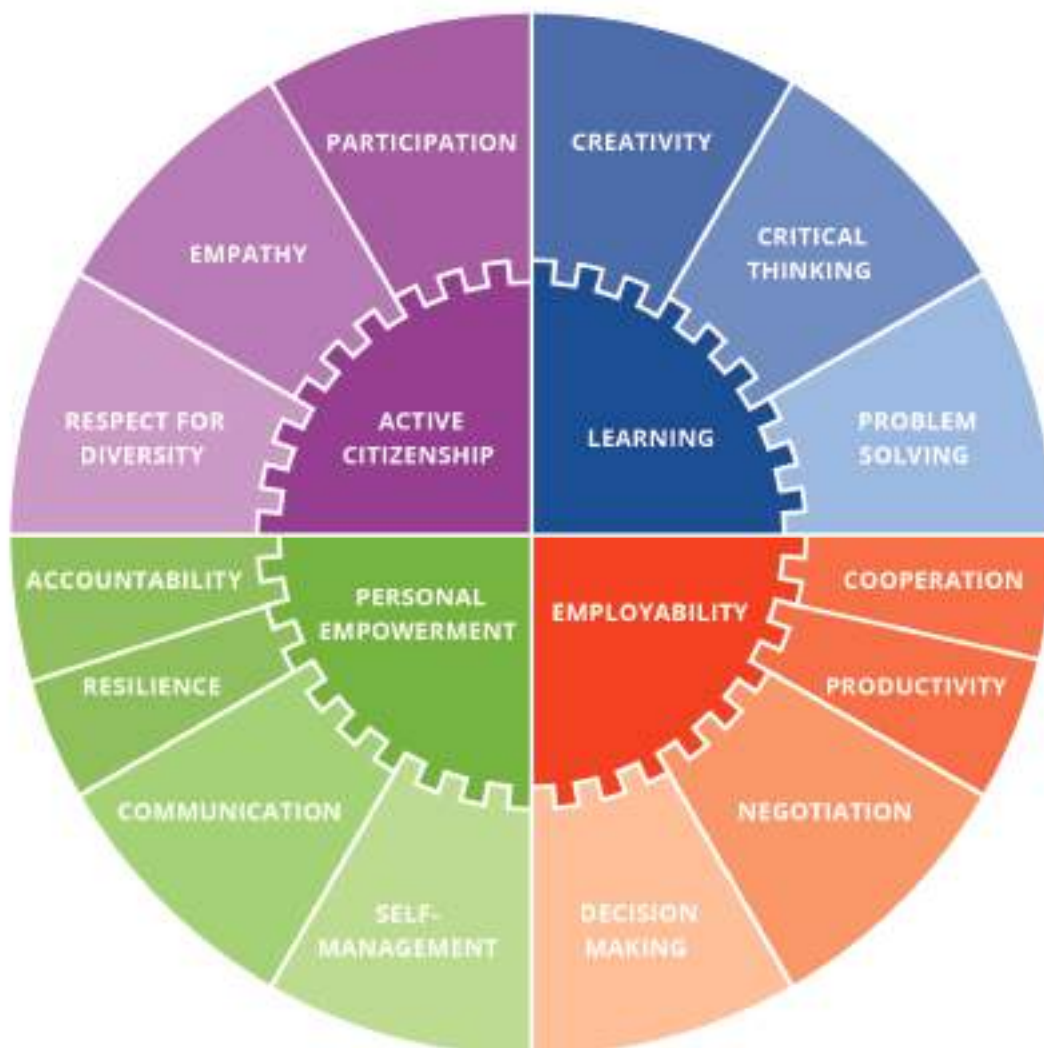 PARTICIPATION
CREATIVITY
EMPATHY
CRITICAL
THINKING
RESPECT FOR
DIVERSITY
ACTIVE
CITIZENSHIP
LEARNING
PROBLEM
SOLVING
ACCOUNTABILITY
PERSONAL
EMPOWERMENT
EMPLOYABILITY
COOPERATION
RESILIENCE
PRODUCTIVITY
COMMUNICATION
NEGOTIATION
SELF-
MANAGEMENT
DECISION
MAKING